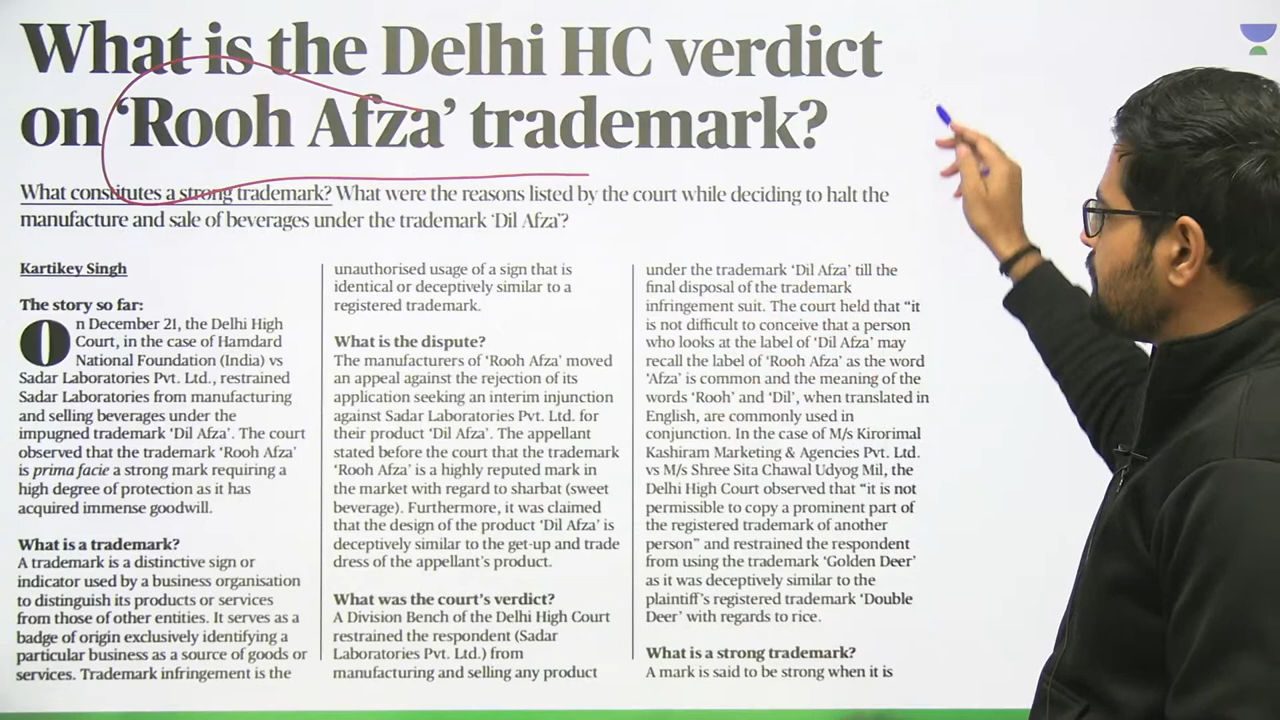 What is the Delhi HC verdict
on ‘Rooh Afza’ trademark?
What constitutes a strong trademark? What were the reasons listed by the court while deciding to halt the
manufacture and sale of beverages under the trademark ‘Dil Afza’?
Kartikey Singh
The story so far:
On December 21, the Delhi High
Court, in the case of Hamdard
National Foundation (India) vs
Sadar Laboratories Pvt. Ltd., restrained
Sadar Laboratories from manufacturing
and selling beverages under the
impugned trademark ‘Dil Afza’. The court
observed that the trademark ‘Rooh Afza’
is prima facie a strong mark requiring a
high degree of protection as it has
acquired immense goodwill.
What is a trademark?
A trademark is a distinctive sign or
indicator used by a business organisation
to distinguish its products or services
from those of other entities. It serves as a
badge of origin exclusively identifying a
particular business as a source of goods or
services. Trademark infringement is the
unauthorised usage of a sign that is
identical or deceptively similar to a
registered trademark.
What is the dispute?
The manufacturers of ‘Rooh Afza’ moved
an appeal against the rejection of its
application seeking an interim injunction
against Sadar Laboratories Pvt. Ltd. for
their product ‘Dil Afza’. The appellant
stated before the court that the trademark
‘Rooh Afza’ is a highly reputed mark in
the market with regard to sharbat (sweet
beverage). Furthermore, it was claimed
that the design of the product ‘Dil Afza’ is
deceptively similar to the get-up and trade
dress of the appellant’s product.
What was the court’s verdict?
A Division Bench of the Delhi High Court
restrained the respondent (Sadar
Laboratories Pvt. Ltd.) from
manufacturing and selling any product
under the trademark ‘Dil Afza’ till the
final disposal of the trademark
infringement suit. The court held that “it
is not difficult to conceive that a person
who looks at the label of ‘Dil Afza’ may
recall the label of ‘Rooh Afza’ as the word
‘Afza’ is common and the meaning of the
words ‘Rooh’ and ‘Dil’, when translated in
English, are commonly used in
conjunction. In the case of M/s Kirorimal
Kashiram Marketing & Agencies Pvt. Ltd.
vs M/s Shree Sita Chawal Udyog Mil, the
Delhi High Court observed that “it is not
permissible to copy a prominent part of
the registered trademark of another
person” and restrained the respondent
from using the trademark ‘Golden Deer’
as it was deceptively similar to the
plaintiff’s registered trademark ‘Double
Deer’ with regards to rice.
What is a strong trademark?
A mark is said to be strong when it is